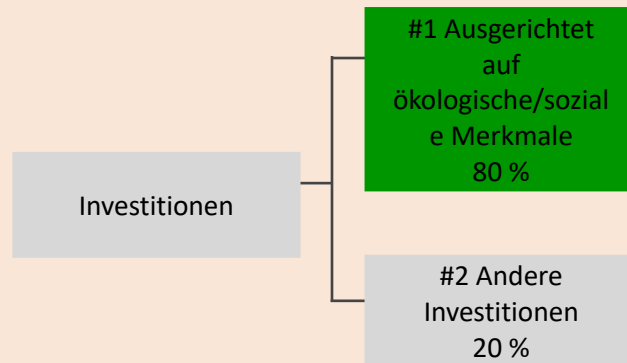 #1 Ausgerichtet
auf
ökologische/sozial
e Merkmale
80 %
Investitionen
#2 Andere
Investitionen
20 %